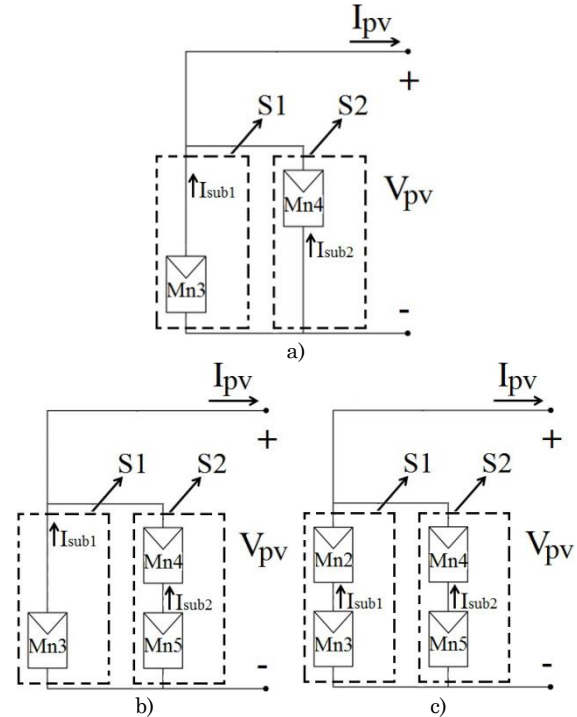 Ipv
+
S1 S2
Isub1
Mn4
Vpv
Isub2
Mn3
-
a)
Ipv Ipv
+ +
S1 S2 S1 S2
Isub1
Mn4 Vpv Mn2 Mn4 Vpv
Isub2 Isub1 Isub2
Mn3 Mn5 Mn3 Mn5
- -
b) c)